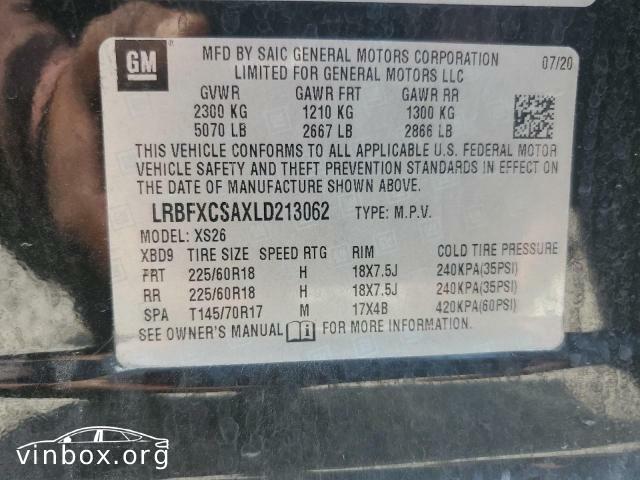 GM
MFD BY SAIC GENERAL MOTORS CORPORATION 07/20
LIMITED FOR GENERAL MOTORS LLC
GVWR GAWR FRT GAWR RR
2300 KG 1210 KG 1300 KG
5070 LB 2667 LB 2866 LB
THIS VEHICLE CONFORMS TO ALL APPLICABLE U.S. FEDERAL MOTOR
VEHICLE SAFETY AND THEFT PREVENTION STANDARDS IN EFFECT ON
THE DATE OF MANUFACTURE SHOWN ABOVE.
LRBFXCSAXLD213062 TYPE: M.P.V.
MODEL: XS26
XBD9 TIRE SIZE SPEED RTG RIM COLD TIRE PRESSURE
FRT 225/60R18 H 18X7.5J 240KPA(35PSI)
RR 225/60R18 H 18X7.5J 240KPA(35PSI)
SPA T145/70R17 M 17X4B 420KPA(60PSI)
SEE OWNER'S MANUAL FOR MORE INFORMATION.
vinbox.org